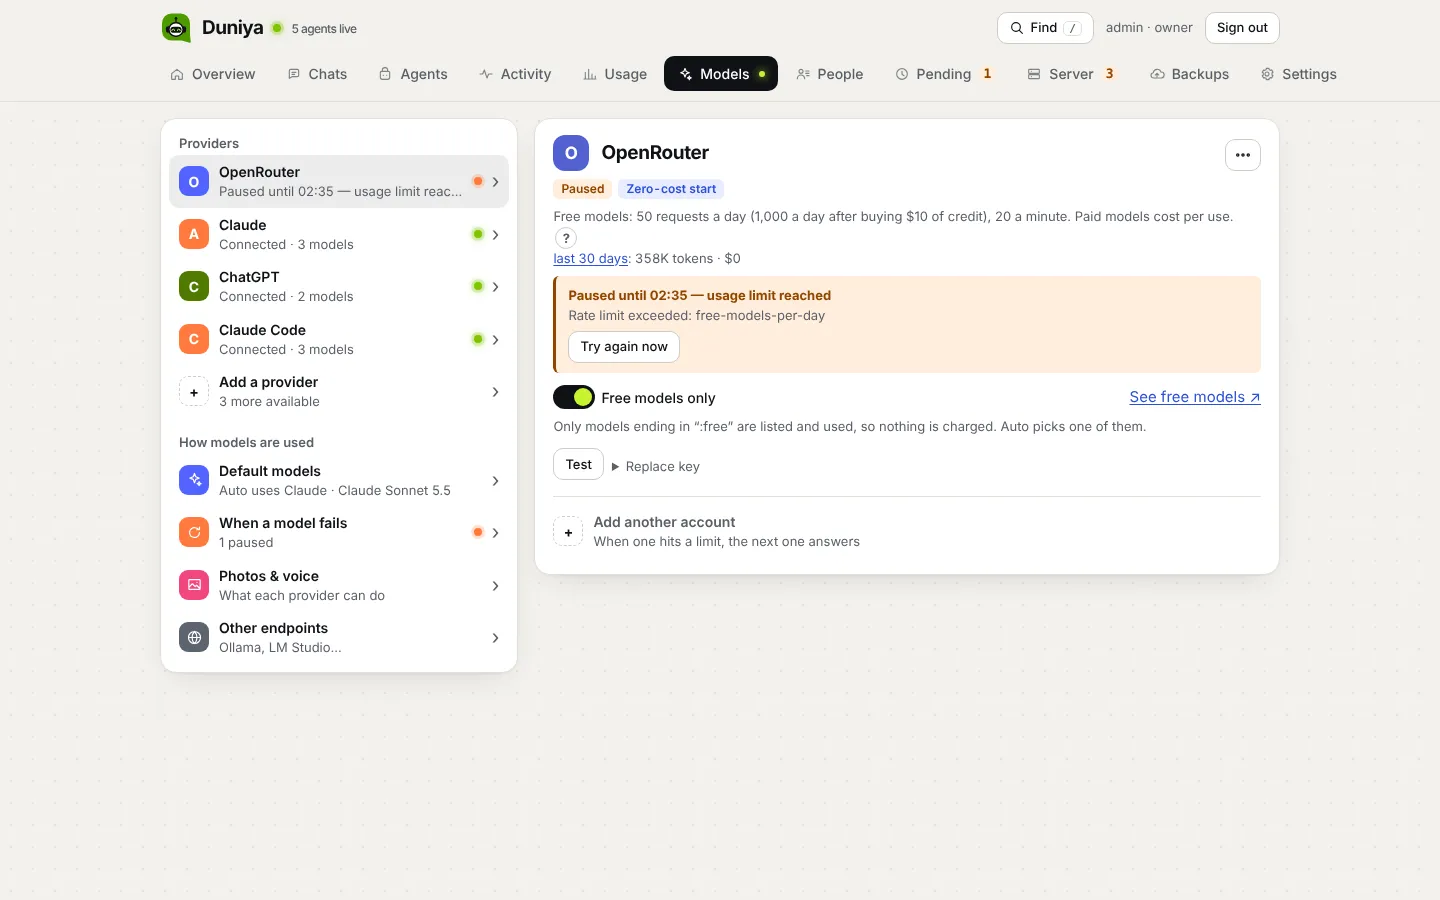 Duniya
5 agents live
Find /
admin · owner
Sign out
Overview
Chats
Agents
Activity
Usage
Models
People
Pending 1
Server 3
Backups
Settings
Providers
O
OpenRouter
Paused until 02:35 — usage limit reac...
A
Claude
Connected · 3 models
C
ChatGPT
Connected · 2 models
C
Claude Code
Connected · 3 models
+
Add a provider
3 more available
How models are used
Default models
Auto uses Claude · Claude Sonnet 5.5
When a model fails
1 paused
Photos & voice
What each provider can do
Other endpoints
Ollama, LM Studio...
O
OpenRouter
•••
Paused
Zero-cost start
Free models: 50 requests a day (1,000 a day after buying $10 of credit), 20 a minute. Paid models cost per use.
?
last 30 days: 358K tokens · $0
Paused until 02:35 — usage limit reached
Rate limit exceeded: free-models-per-day
Try again now
Free models only
See free models ↗
Only models ending in “:free” are listed and used, so nothing is charged. Auto picks one of them.
Test
▶ Replace key
+
Add another account
When one hits a limit, the next one answers